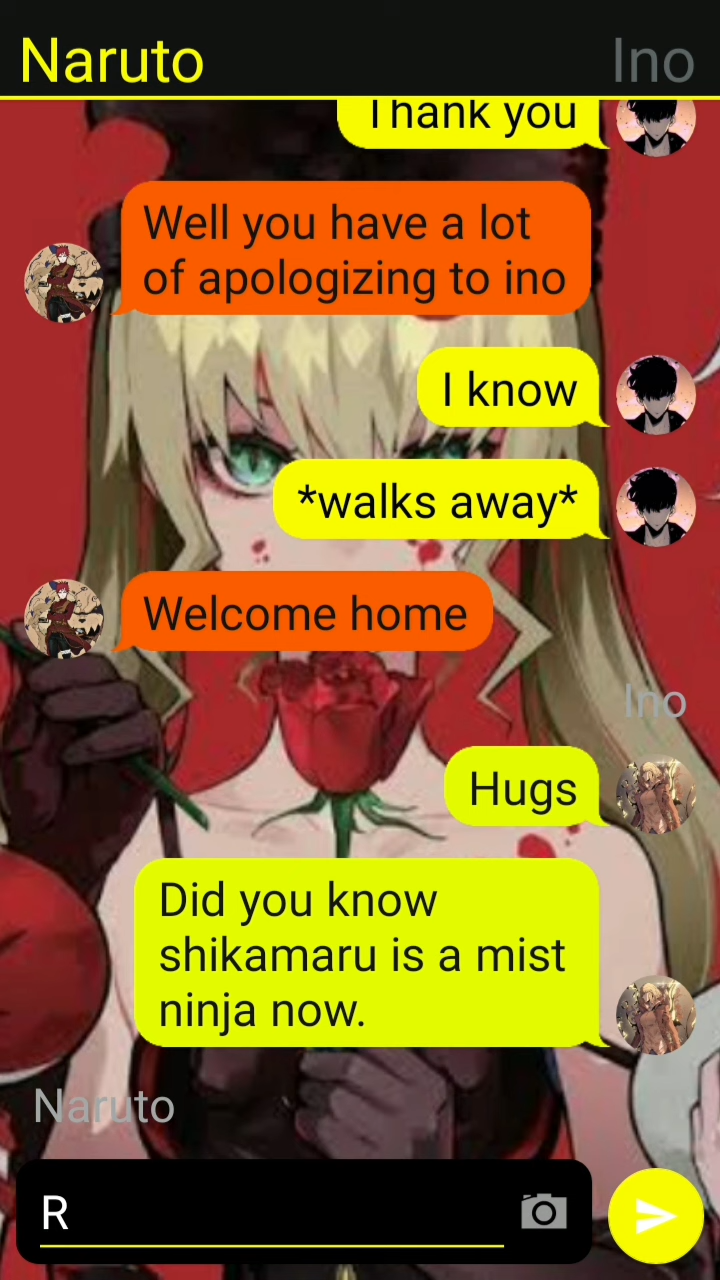 Naruto
Ino
Thank you
Well you have a lot
of apologizing to ino
I know
*walks away*
Welcome home
Ino
Hugs
Did you know
shikamaru is a mist
ninja now.
Naruto
R